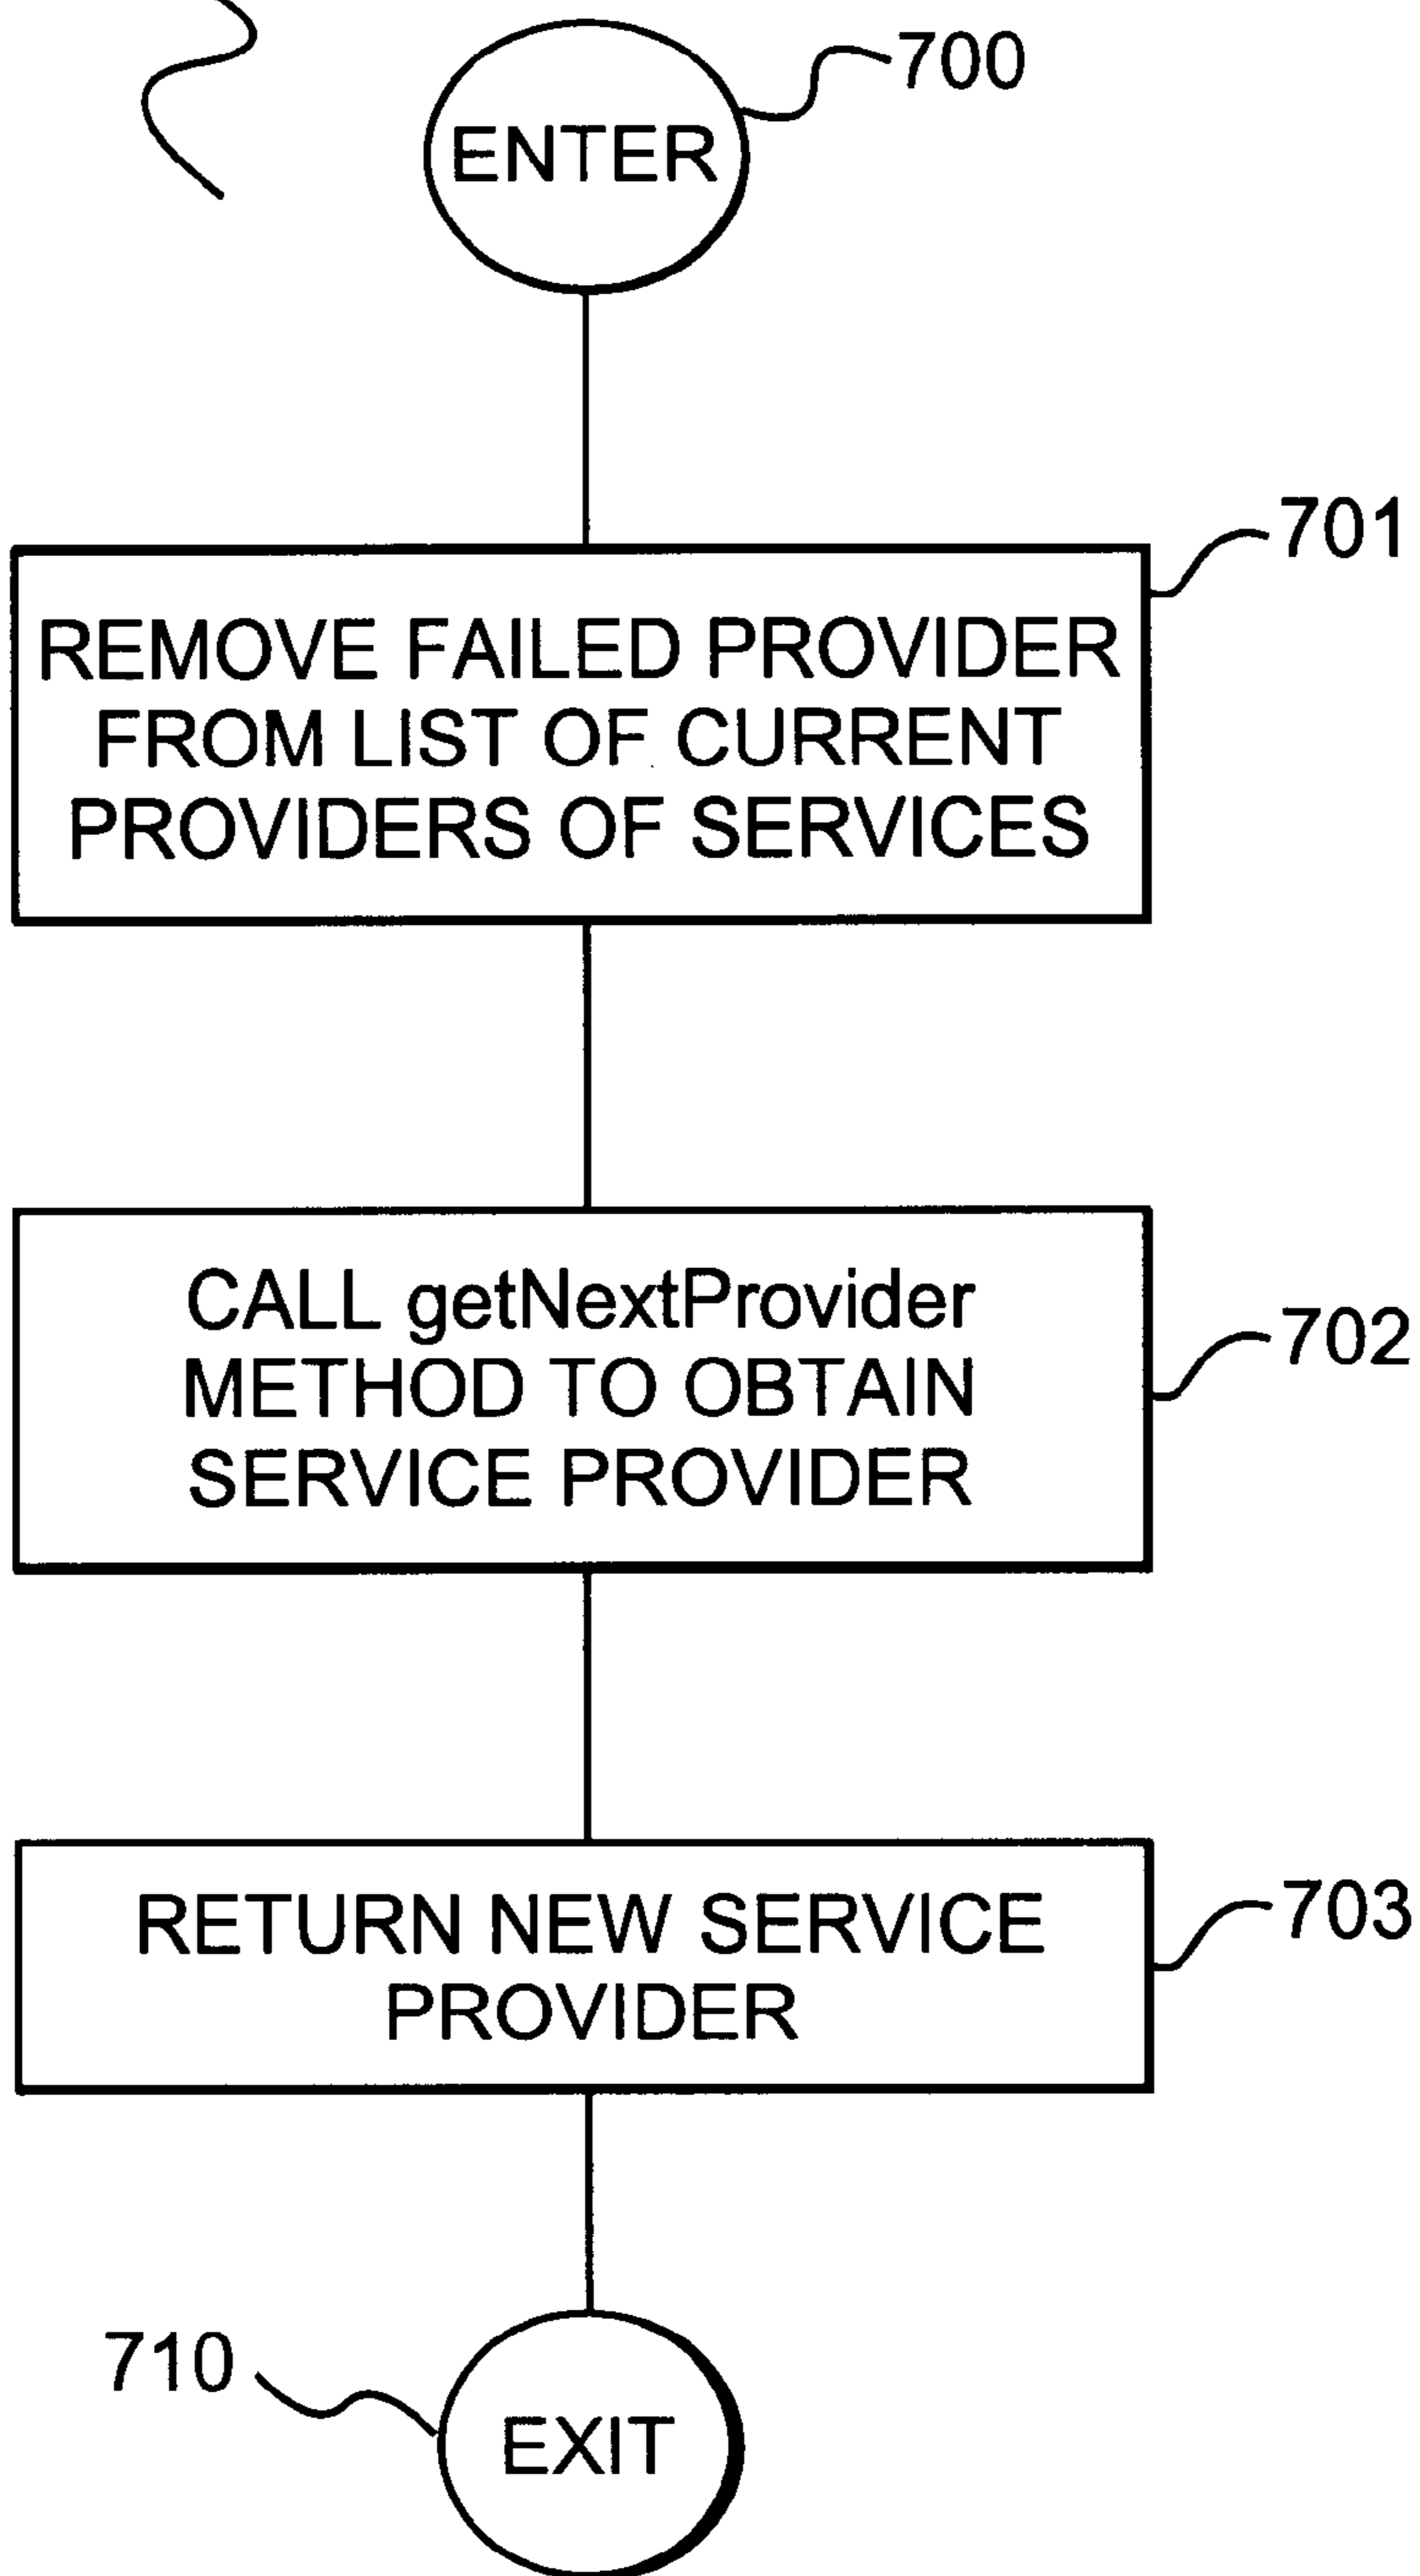 700
ENTER
701
REMOVE FAILED PROVIDER
FROM LIST OF CURRENT
PROVIDERS OF SERVICES
CALL getNextProvider
METHOD TO OBTAIN
SERVICE PROVIDER
702
RETURN NEW SERVICE
PROVIDER
703
710
EXIT